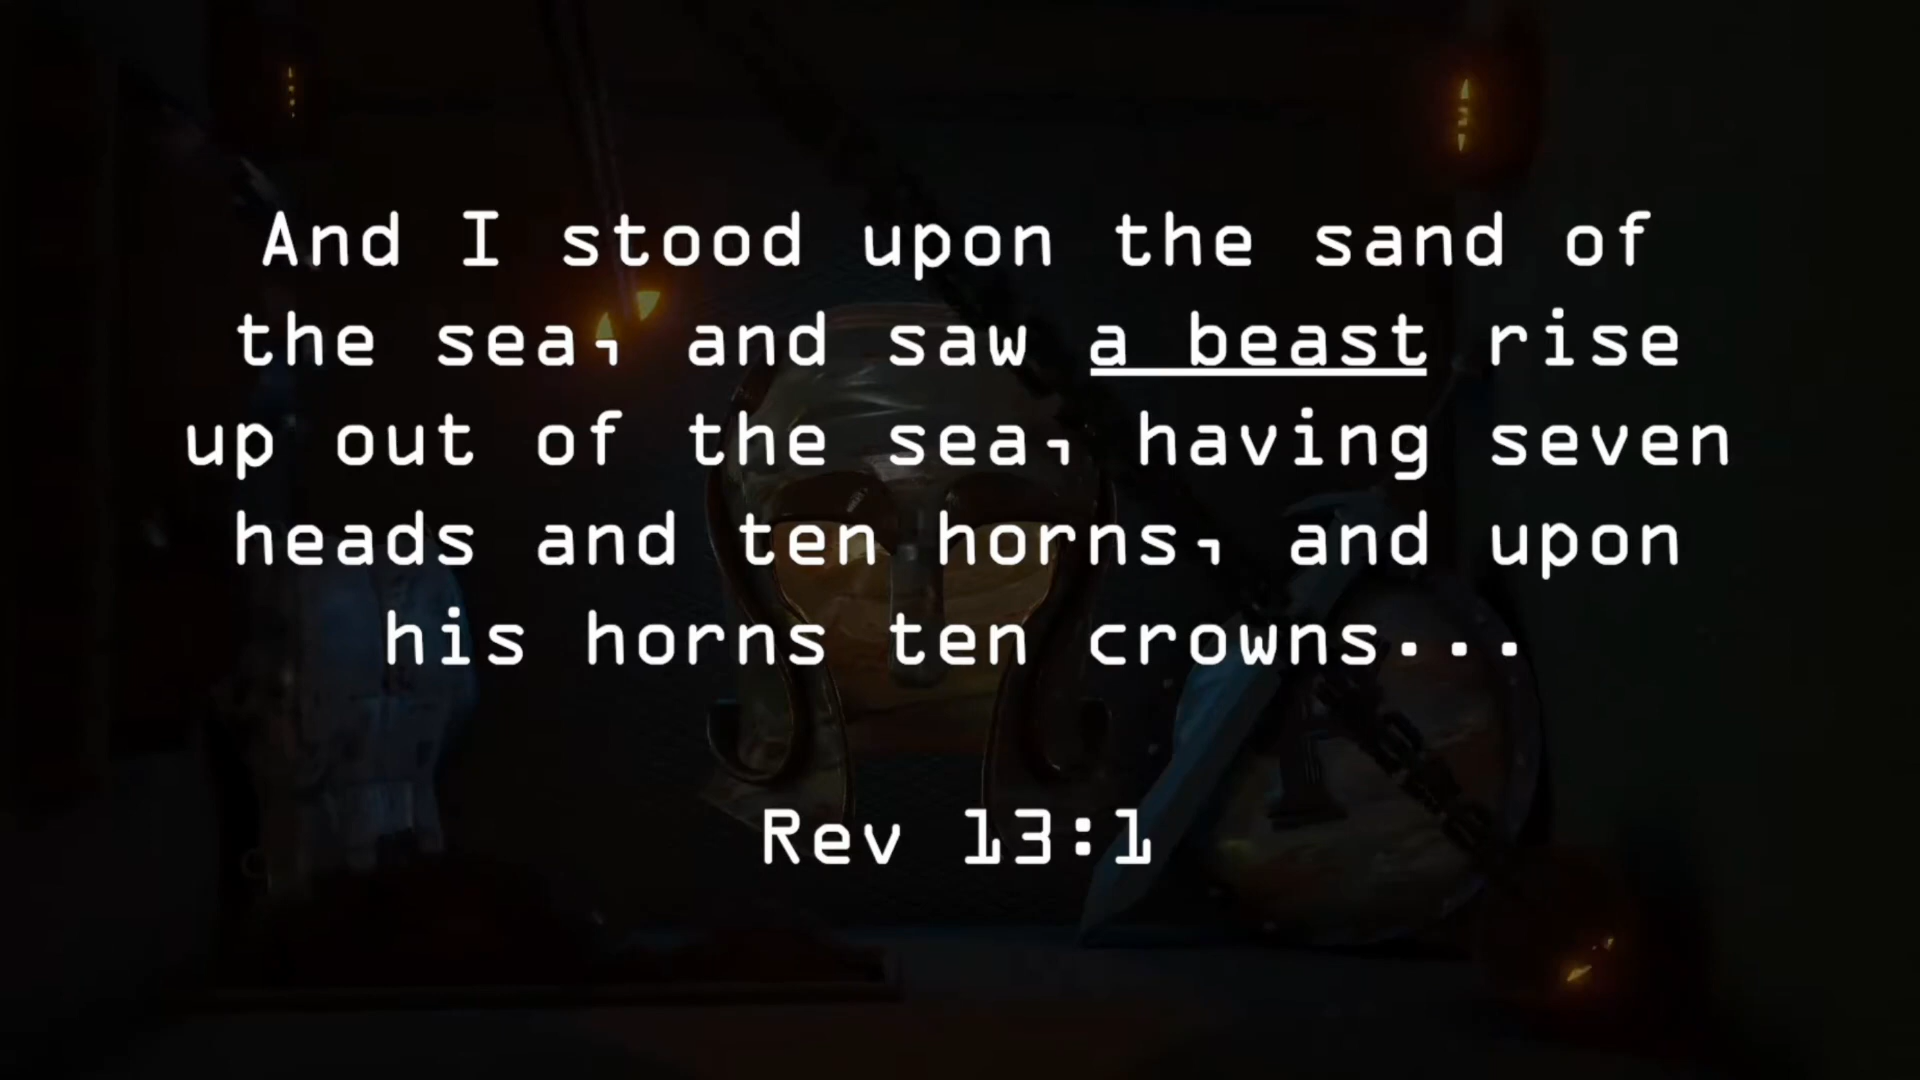 And I stood upon the sand of
the sea, and saw a beast rise
up out of the sea, having seven
heads and ten horns, and upon
his horns ten crowns...
Rev 13:1